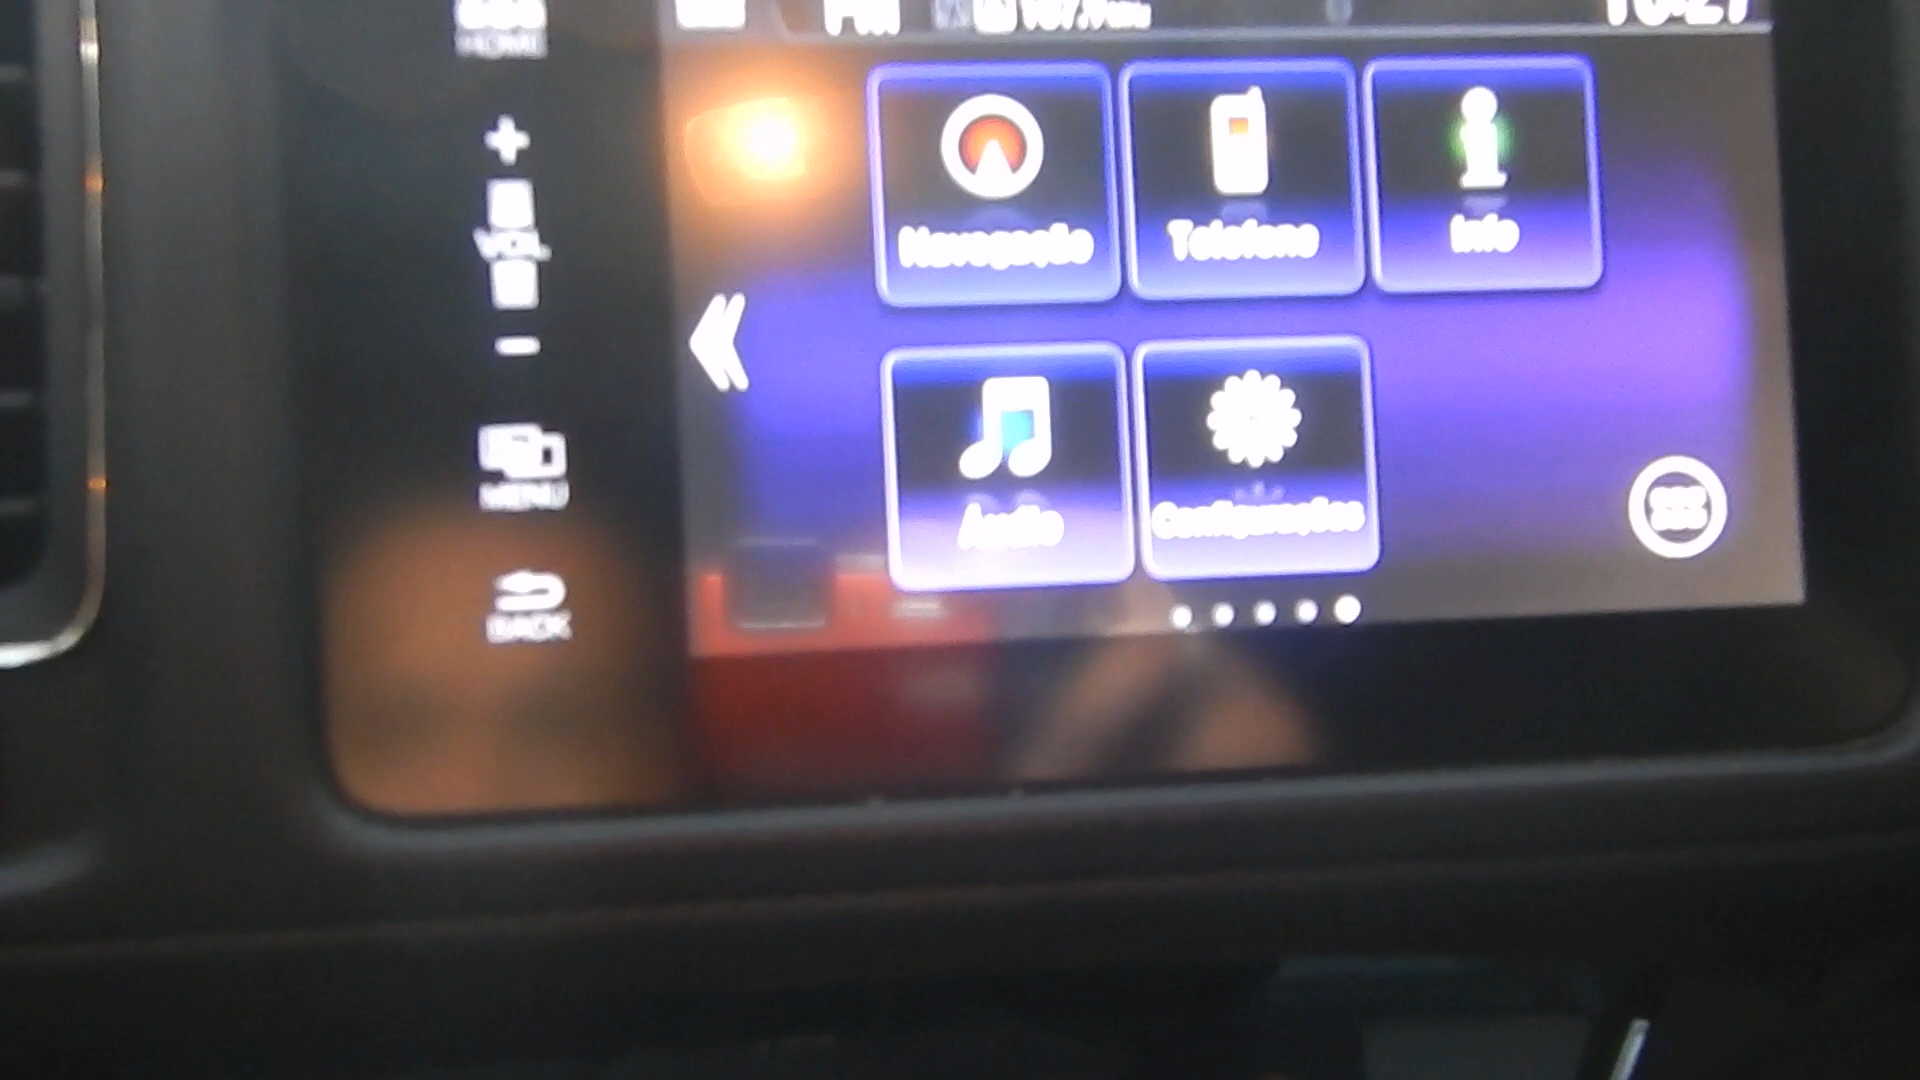 HOME
FM
VOL
MENU
BACK
Navegação
Telefone
Info
Áudio
Configurações